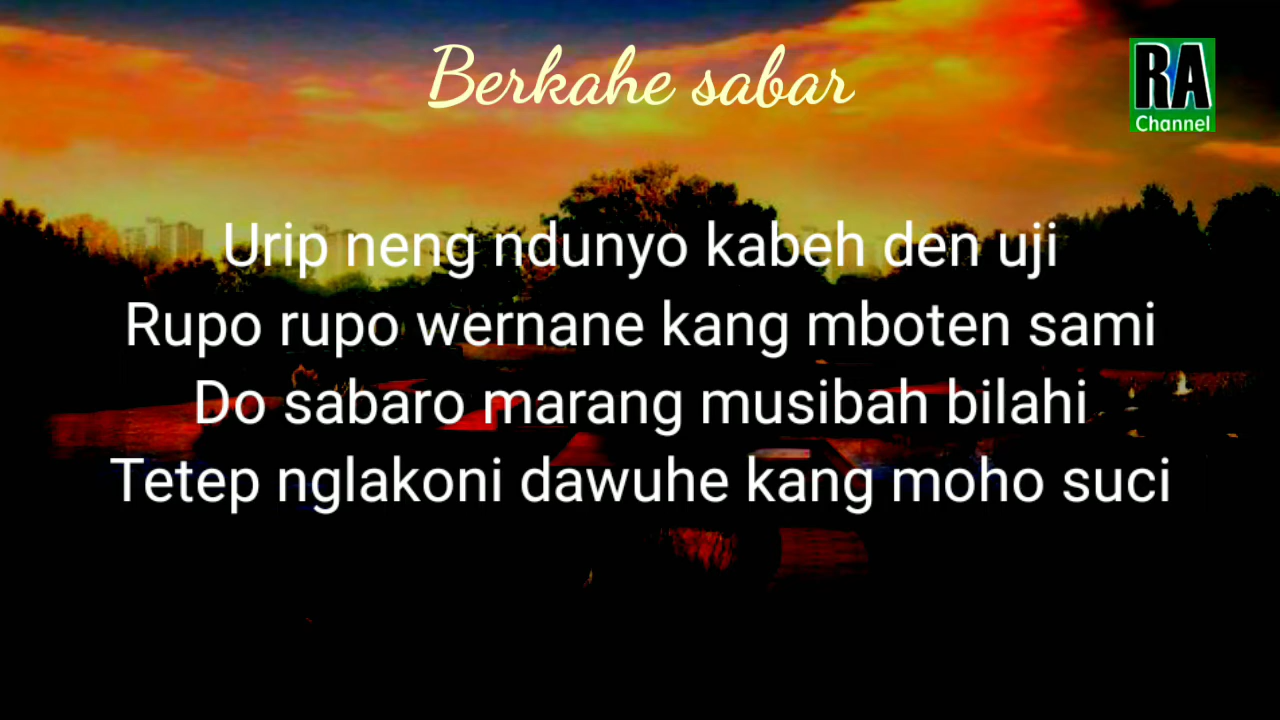 Berkahe sabar
RA
Channel
Urip neng ndunyo kabeh den uji
Rupo rupo wernane kang mboten sami
Do sabaro marang musibah bilahi
Tetep nglakoni dawuhe kang moho suci